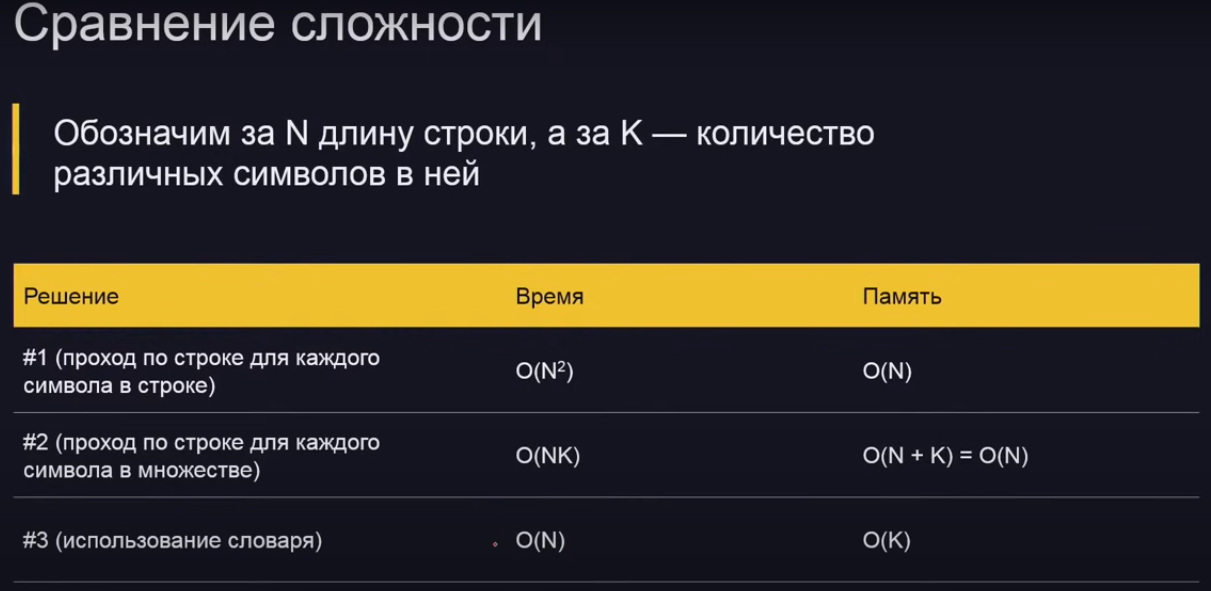 Сравнение сложности
Обозначим за N длину строки, а за K — количество
различных символов в ней
Решение Время Память
#1 (проход по строке для каждого
символа в строке) O(N²) O(N)
#2 (проход по строке для каждого
символа в множестве) O(NK) O(N + K) = O(N)
#3 (использование словаря) O(N) O(K)